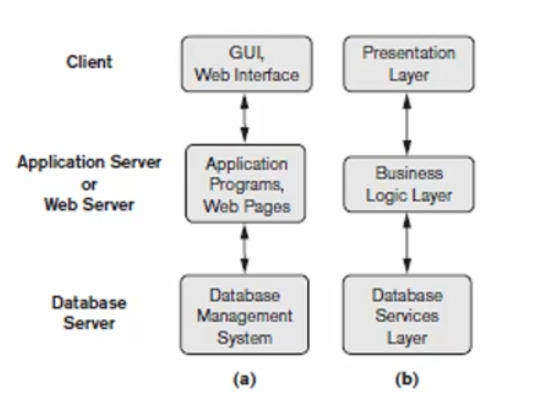 Client
GUI,
Web Interface
Presentation
Layer
Application Server
or
Web Server
Application
Programs,
Web Pages
Business
Logic Layer
Database
Server
Database
Management
System
Database
Services
Layer
(a)
(b)